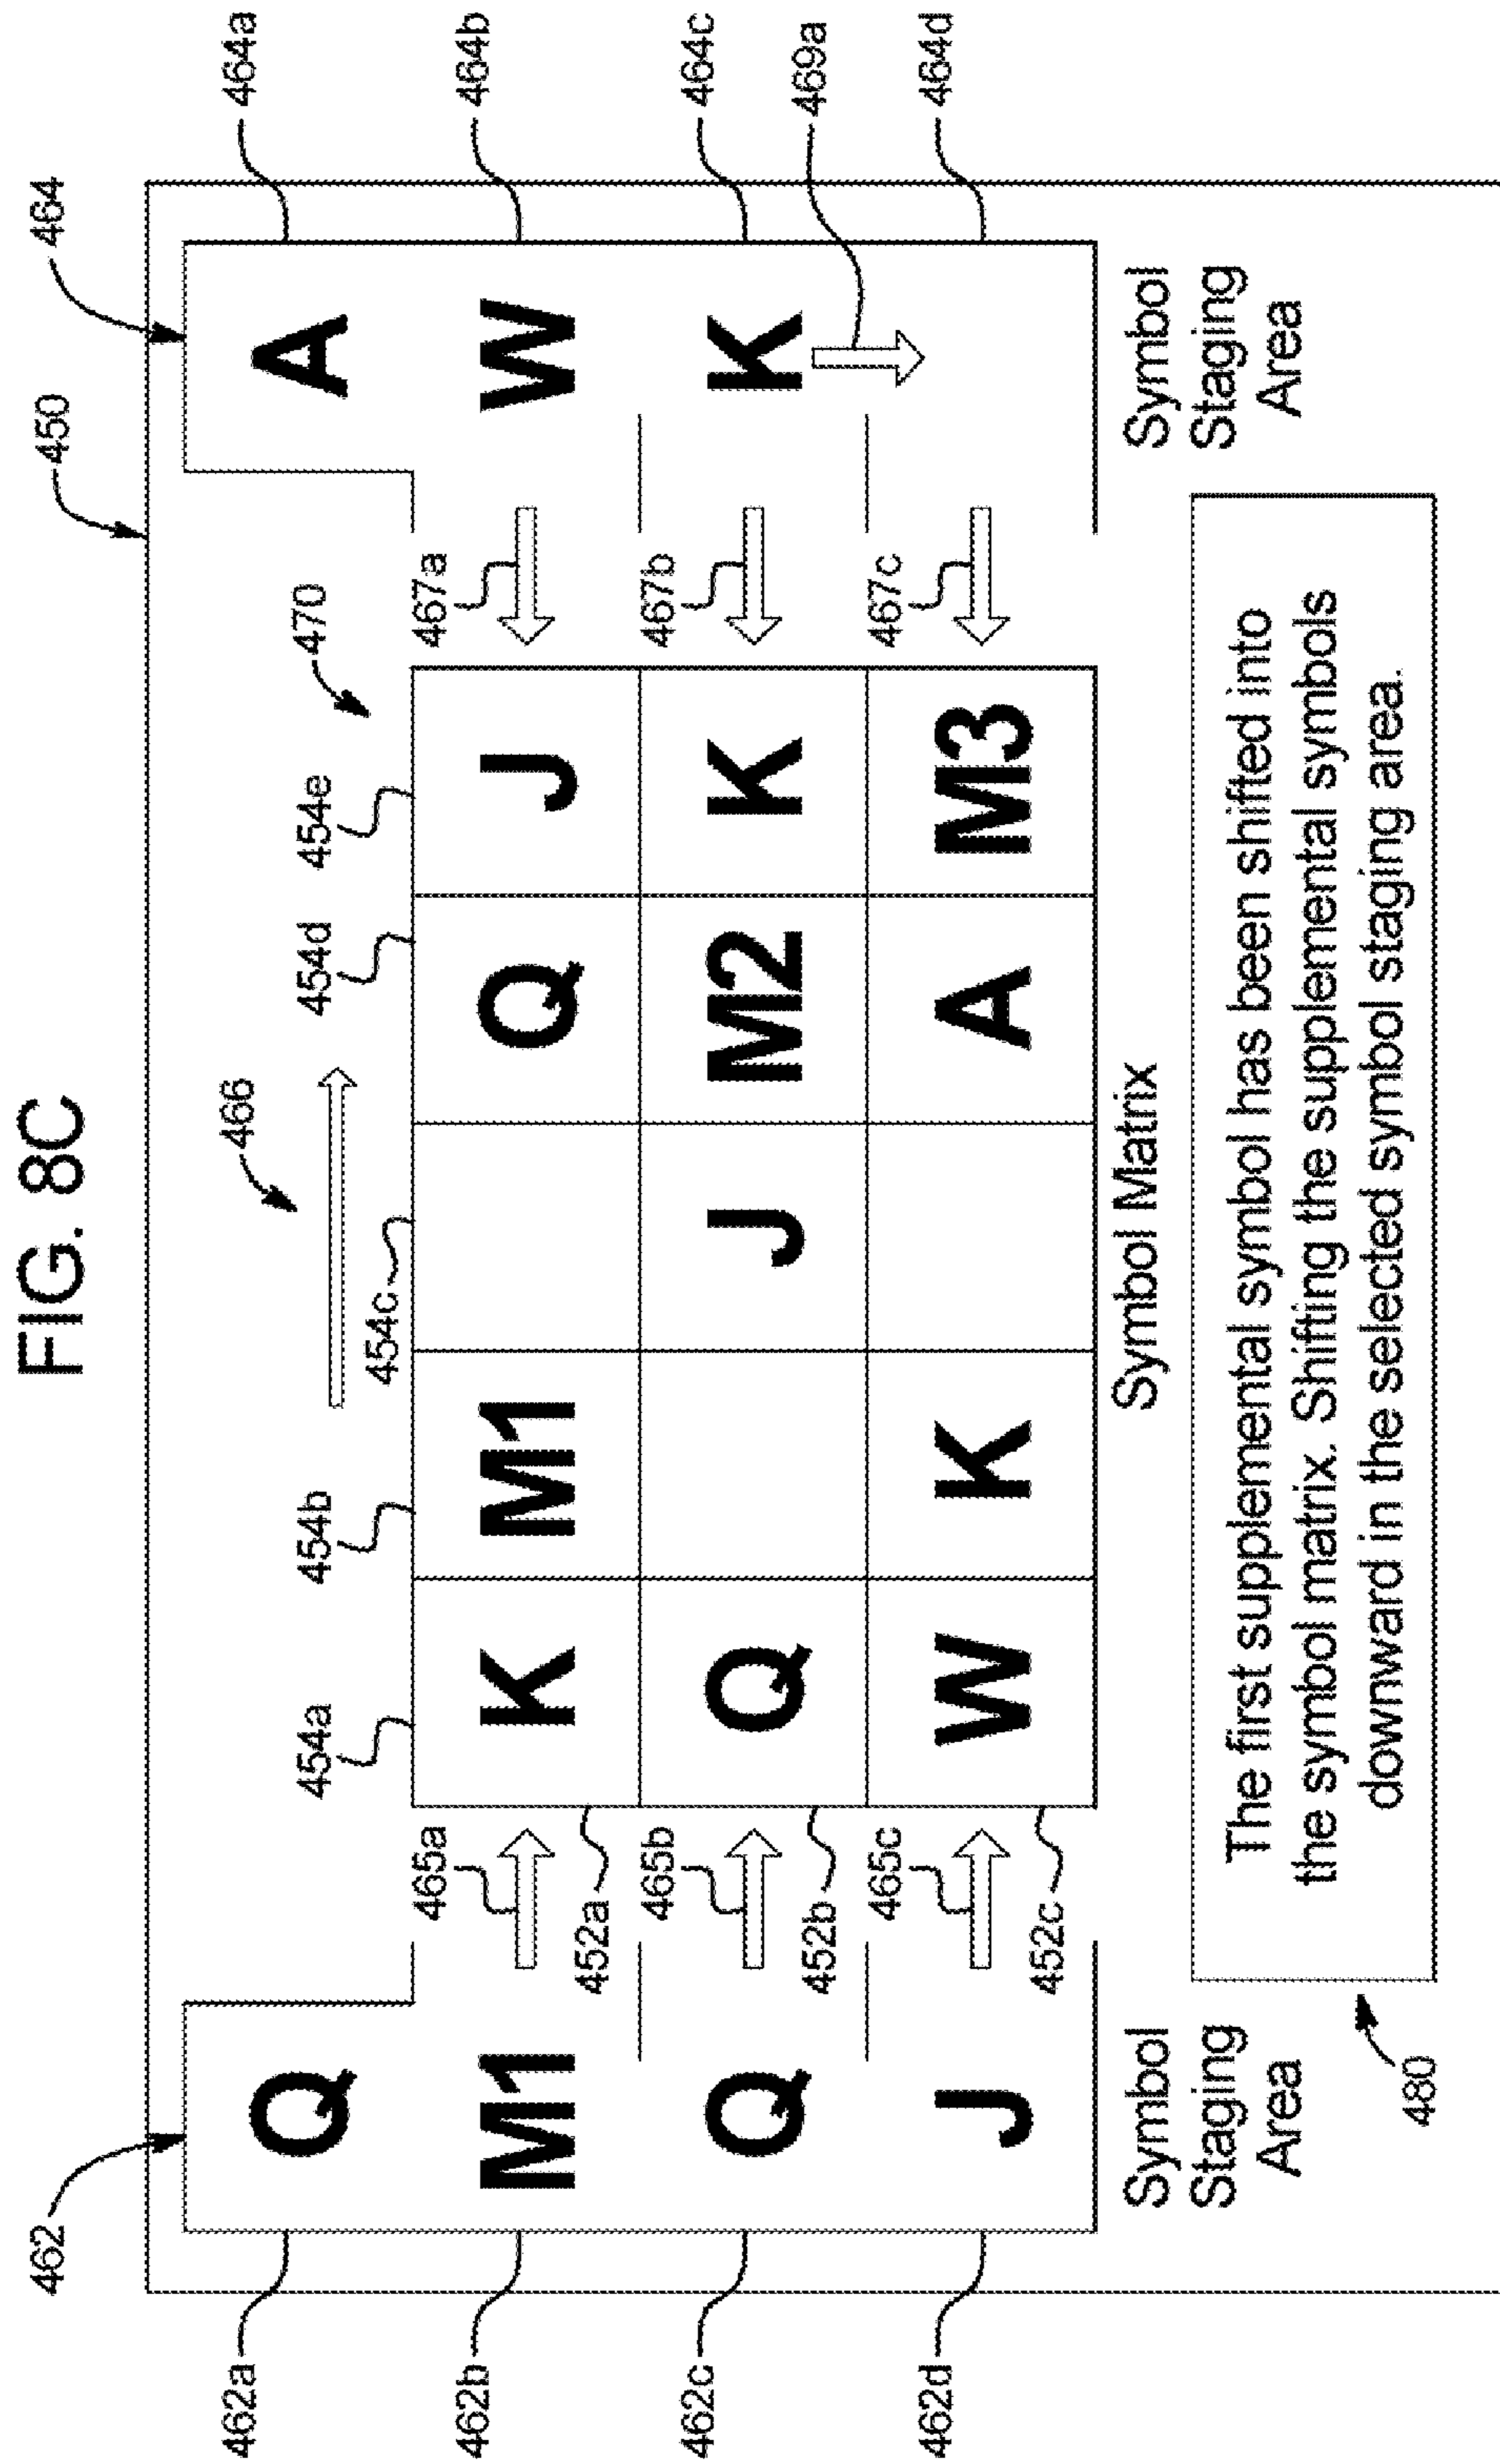 FIG. 8C
462
466
470
450
464
462a
462b
462c
462d
454a
454b
454c
454d
454e
464a
464b
464c
469a
464d
Q
M1
Q
J
465a
465b
465c
452a
452b
452c
K M1 Q J
Q J M2 K
W K A M3
467a
467b
467c
A
W
K
Symbol
Staging
Area
Symbol Matrix
Symbol
Staging
Area
480
The first supplemental symbol has been shifted into
the symbol matrix. Shifting the supplemental symbols
downward in the selected symbol staging area.